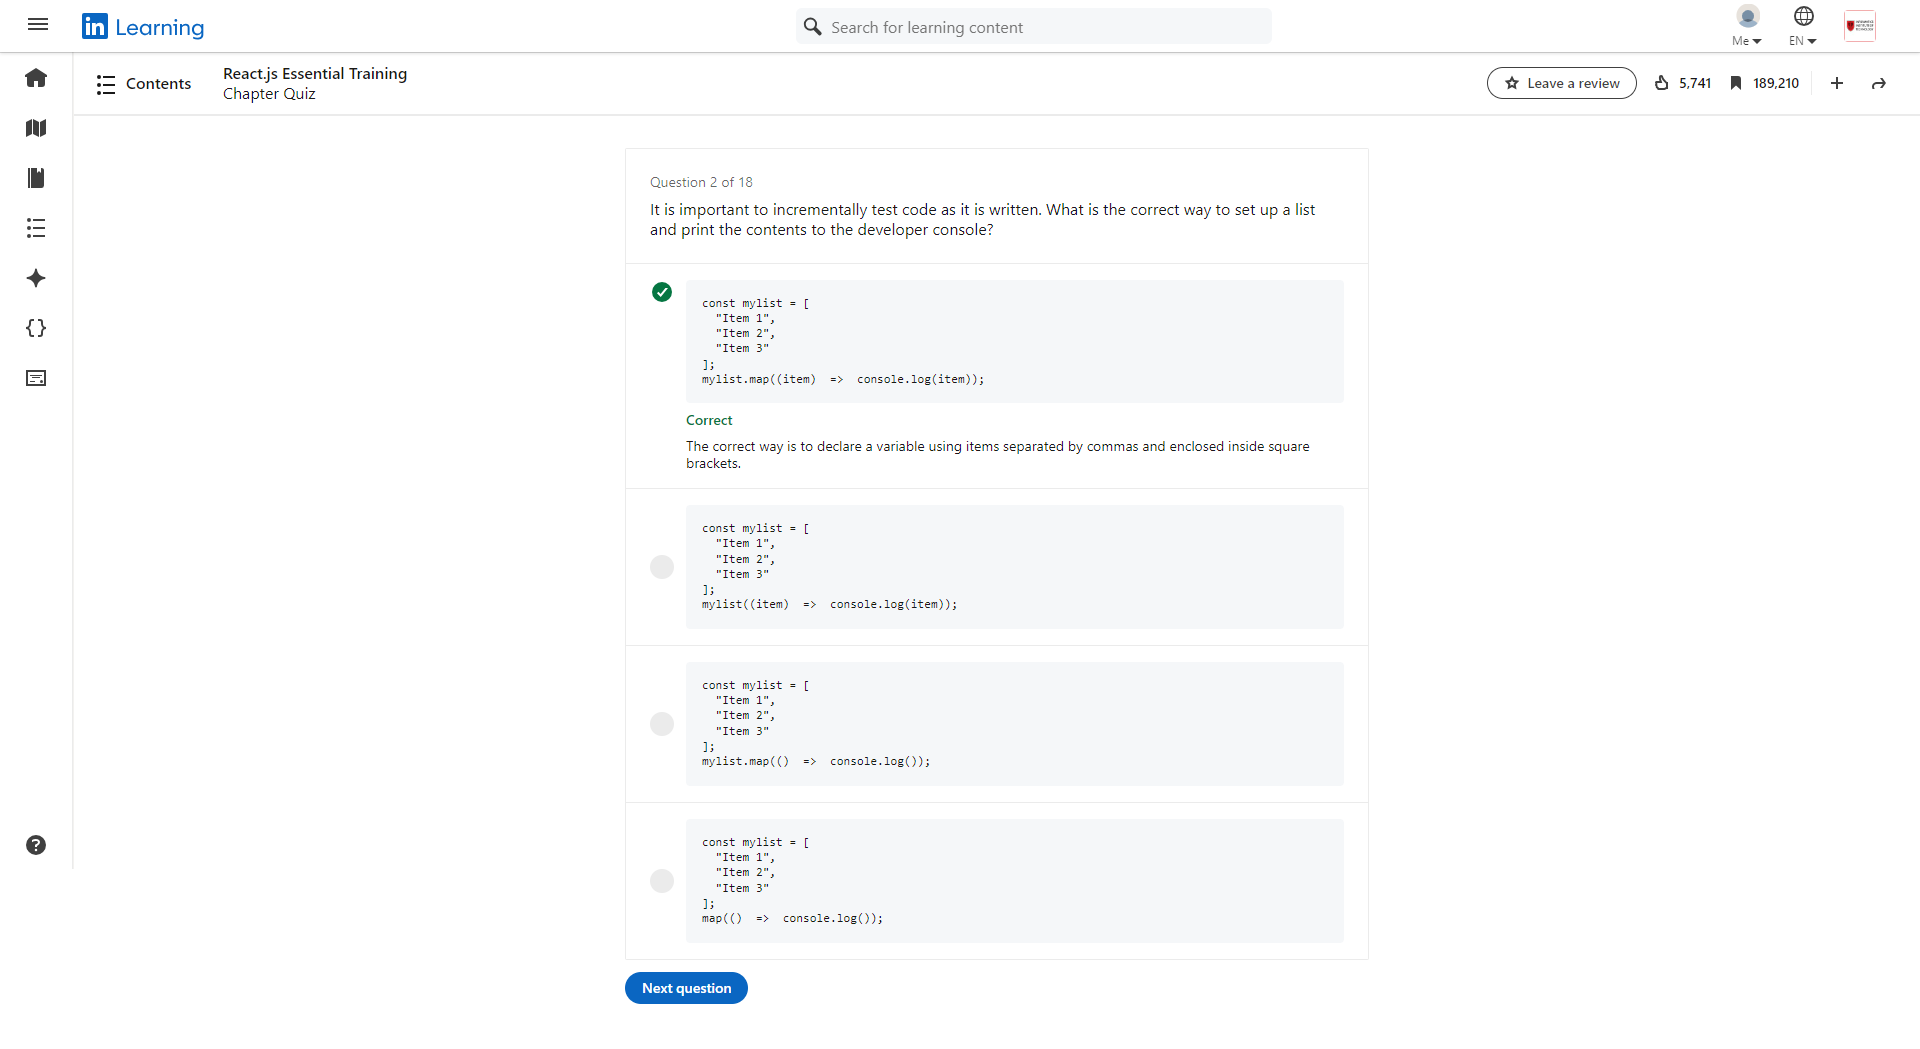 in Learning
Search for learning content
Me
EN
Contents
React.js Essential Training
Chapter Quiz
Leave a review
5,741
189,210
Question 2 of 18
It is important to incrementally test code as it is written. What is the correct way to set up a list
and print the contents to the developer console?
const mylist = [
"Item 1",
"Item 2",
"Item 3"
];
mylist.map((item)  =>  console.log(item));
Correct
The correct way is to declare a variable using items separated by commas and enclosed inside square
brackets.
const mylist = [
"Item 1",
"Item 2",
"Item 3"
];
mylist((item)  =>  console.log(item));
const mylist = [
"Item 1",
"Item 2",
"Item 3"
];
mylist.map(()  =>  console.log());
const mylist = [
"Item 1",
"Item 2",
"Item 3"
];
map(()  =>  console.log());
Next question